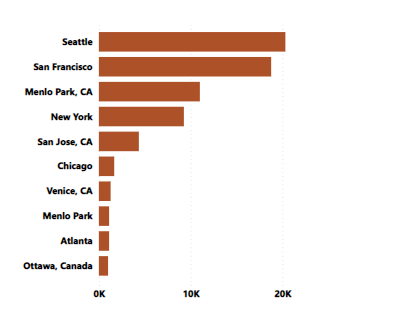 Seattle
San Francisco
Menlo Park, CA
New York
San Jose, CA
Chicago
Venice, CA
Menlo Park
Atlanta
Ottawa, Canada
0K 10K 20K